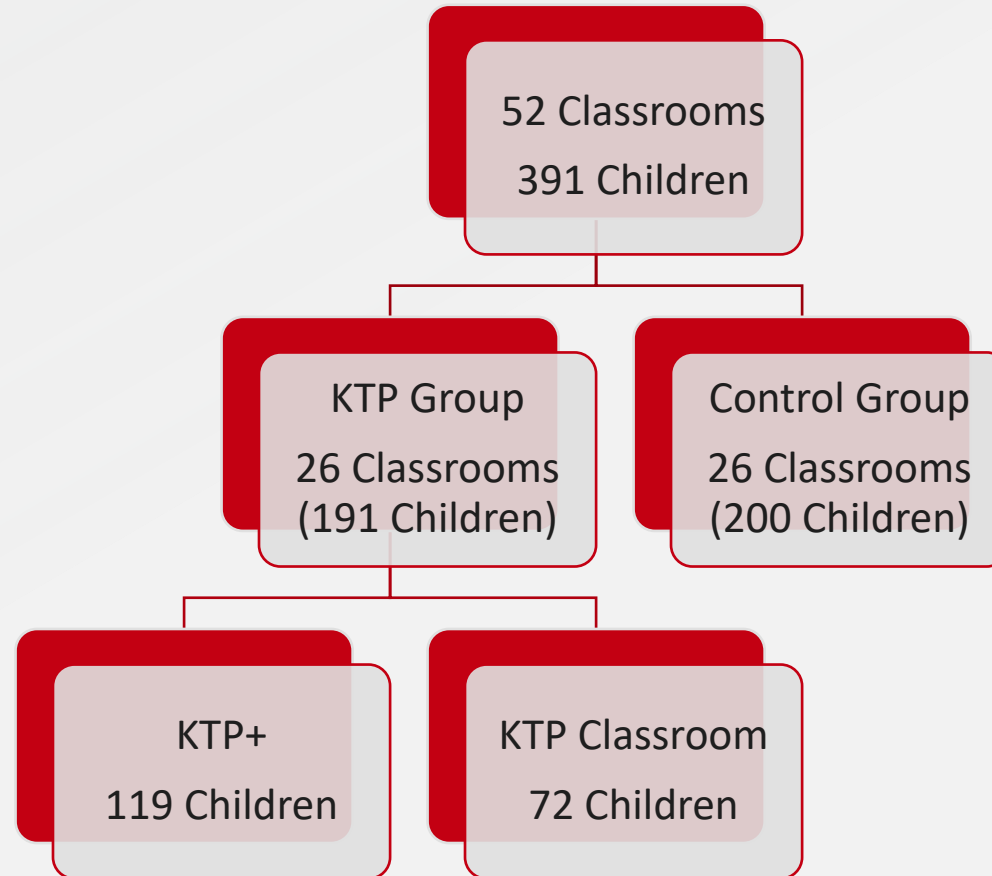 52 Classrooms
391 Children
KTP Group
26 Classrooms
(191 Children)
Control Group
26 Classrooms
(200 Children)
KTP+
119 Children
KTP Classroom
72 Children